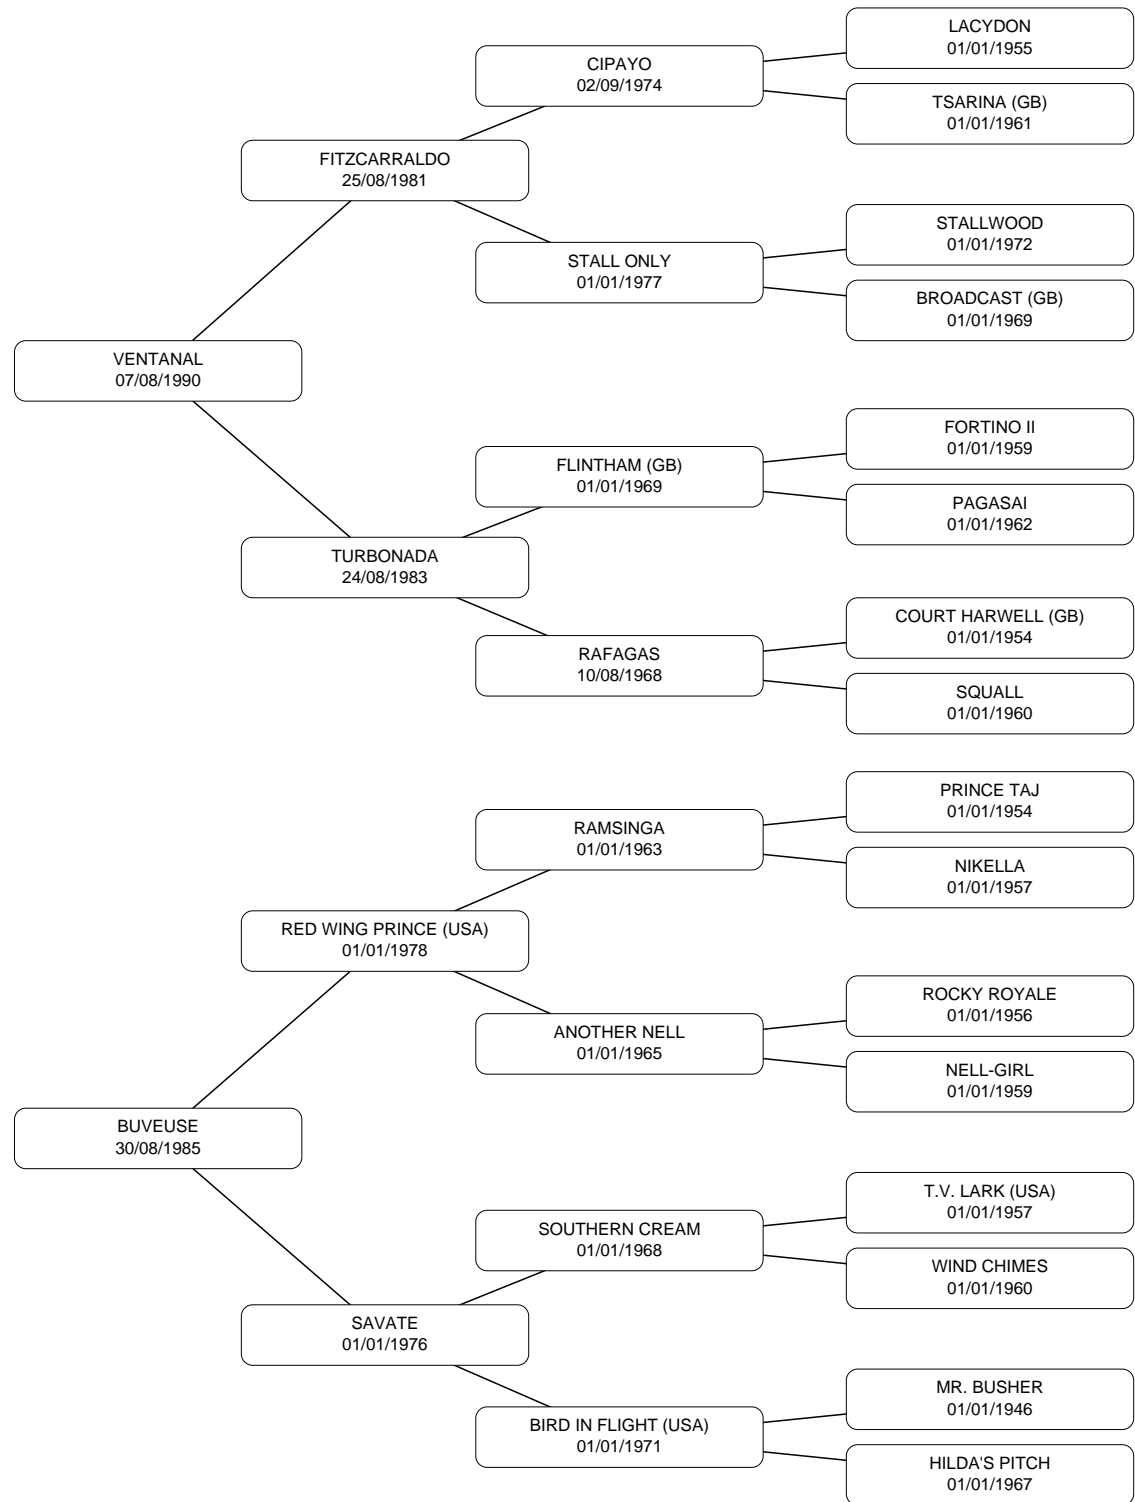 LACYDON
01/01/1955
CIPAYO
02/09/1974
TSARINA (GB)
01/01/1961
FITZCARRALDO
25/08/1981
STALLWOOD
01/01/1972
STALL ONLY
01/01/1977
BROADCAST (GB)
01/01/1969
VENTANAL
07/08/1990
FORTINO II
01/01/1959
FLINTHAM (GB)
01/01/1969
PAGASAI
01/01/1962
TURBONADA
24/08/1983
COURT HARWELL (GB)
01/01/1954
RAFAGAS
10/08/1968
SQUALL
01/01/1960
PRINCE TAJ
01/01/1954
RAMSINGA
01/01/1963
NIKELLA
01/01/1957
RED WING PRINCE (USA)
01/01/1978
ROCKY ROYALE
01/01/1956
ANOTHER NELL
01/01/1965
NELL-GIRL
01/01/1959
BUVEUSE
30/08/1985
T.V. LARK (USA)
01/01/1957
SOUTHERN CREAM
01/01/1968
WIND CHIMES
01/01/1960
SAVATE
01/01/1976
MR. BUSHER
01/01/1946
BIRD IN FLIGHT (USA)
01/01/1971
HILDA'S PITCH
01/01/1967